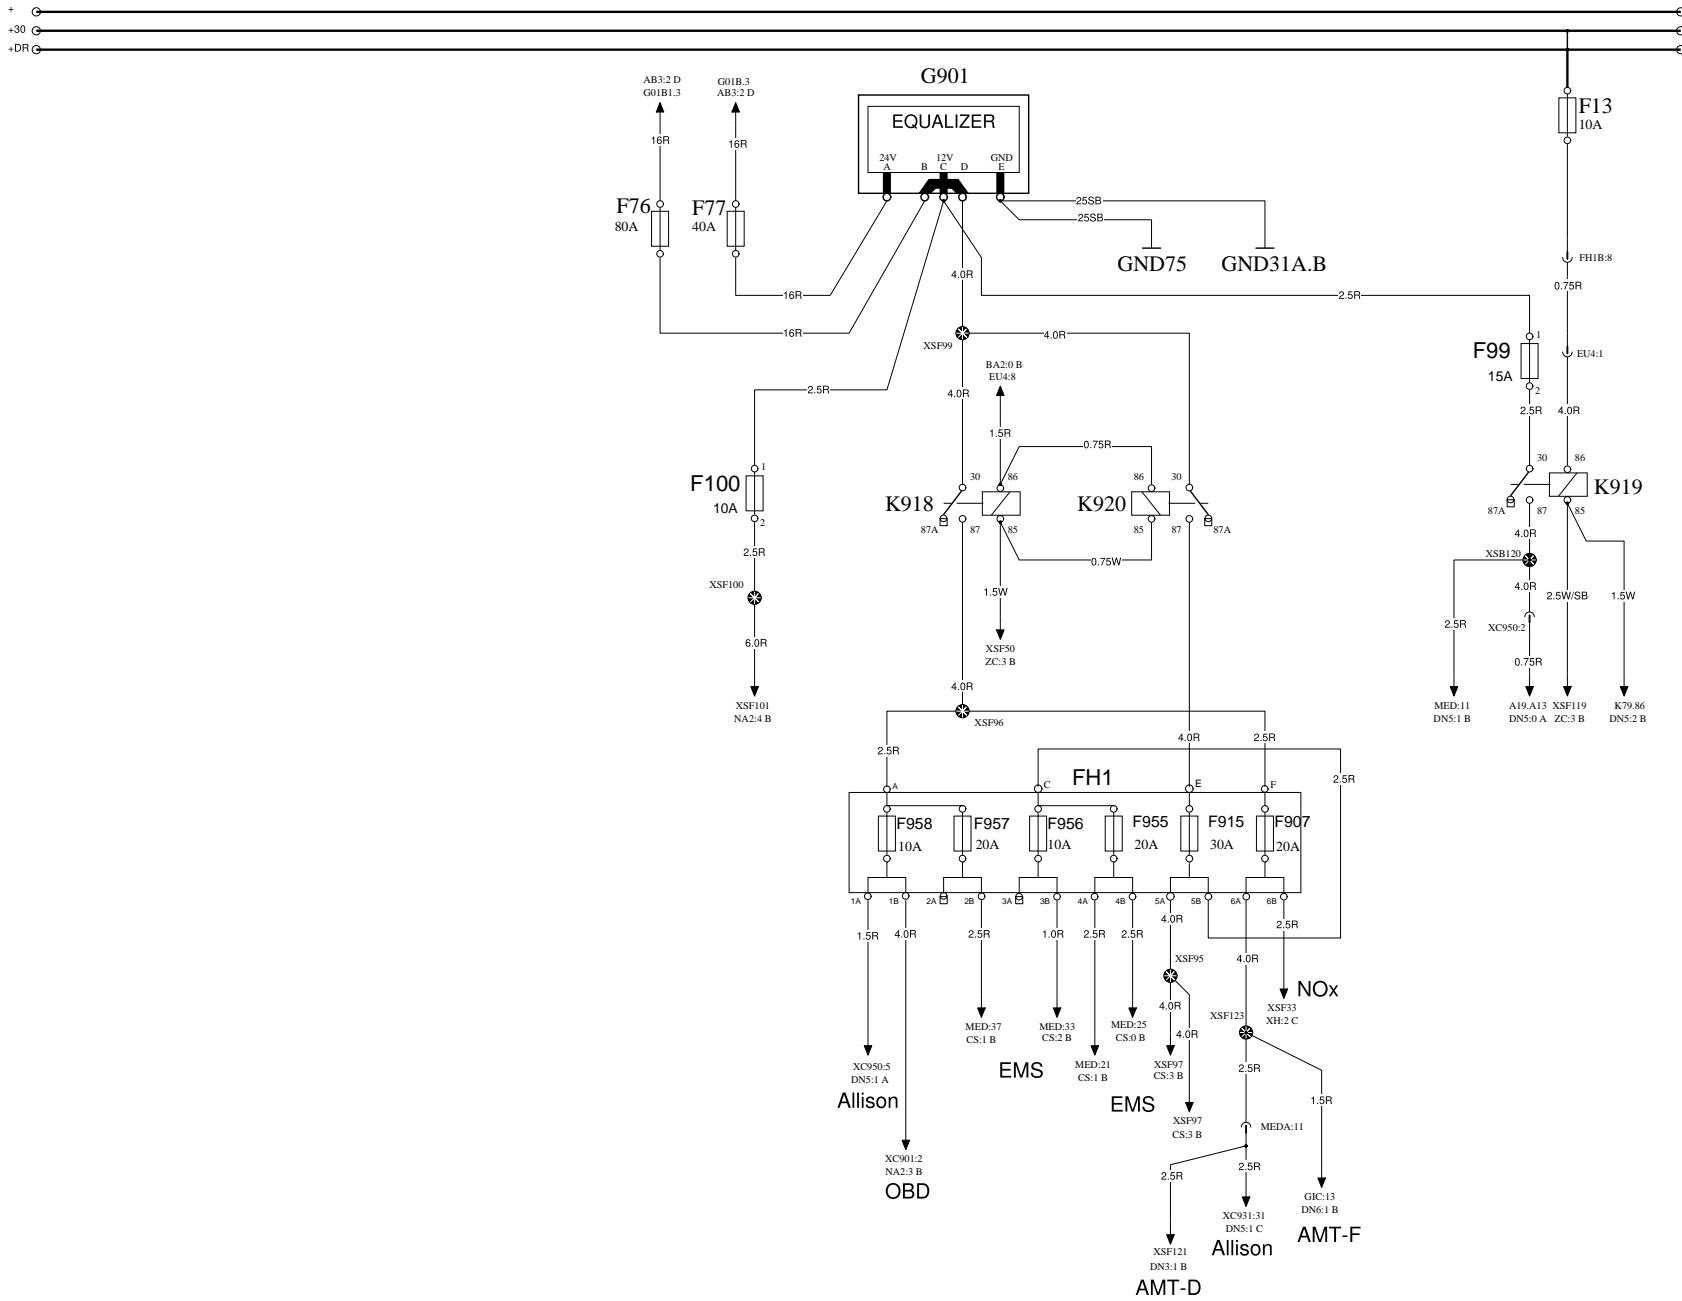 +
+30
+DR
G901
EQUALIZER
24V
12V
GND
A
B
C
D
E
AB3:2 D
G01B1.3
G01B.3
AB3:2 D
16R
16R
F76
80A
F77
40A
F13
10A
25SB
25SB
GND75
GND31A.B
FH1B:8
0.75R
4.0R
16R
2.5R
16R
XSF99
4.0R
1
F99
15A
2
EU4:1
BA2:0 B
EU4:8
2.5R
4.0R
2.5R
4.0R
1.5R
0.75R
1
F100
10A
2
30
86
K918
87A
87
85
86
30
K920
85
87
87A
30
86
K919
87A
87
85
2.5R
0.75W
4.0R
XSB120
XSF100
1.5W
4.0R
2.5W/SB
1.5W
6.0R
2.5R
XC950:2
XSF50
ZC:3 B
0.75R
4.0R
XSF101
NA2:4 B
MED:11
DN5:1 B
A19.A13
DN5:0 A
XSF119
ZC:3 B
K79.86
DN5:2 B
XSF96
2.5R
4.0R
2.5R
2.5R
FH1
A
C
E
F
F958
10A
F957
20A
F956
10A
F955
20A
F915
30A
F907
20A
1A
1B
2A
2B
3A
3B
4A
4B
5A
5B
6A
6B
1.5R
4.0R
2.5R
1.0R
2.5R
2.5R
4.0R
2.5R
XSF95
4.0R
NOx
4.0R
XSF33
XH:2 C
XSF123
MED:37
CS:1 B
MED:33
CS:2 B
MED:25
CS:0 B
4.0R
XC950:5
DN5:1 A
Allison
EMS
MED:21
CS:1 B
XSF97
CS:3 B
2.5R
EMS
1.5R
XSF97
CS:3 B
MEDA:11
XC901:2
NA2:3 B
OBD
2.5R
2.5R
GIC:13
DN6:1 B
AMT-F
XC931:31
DN5:1 C
Allison
XSF121
DN3:1 B
AMT-D